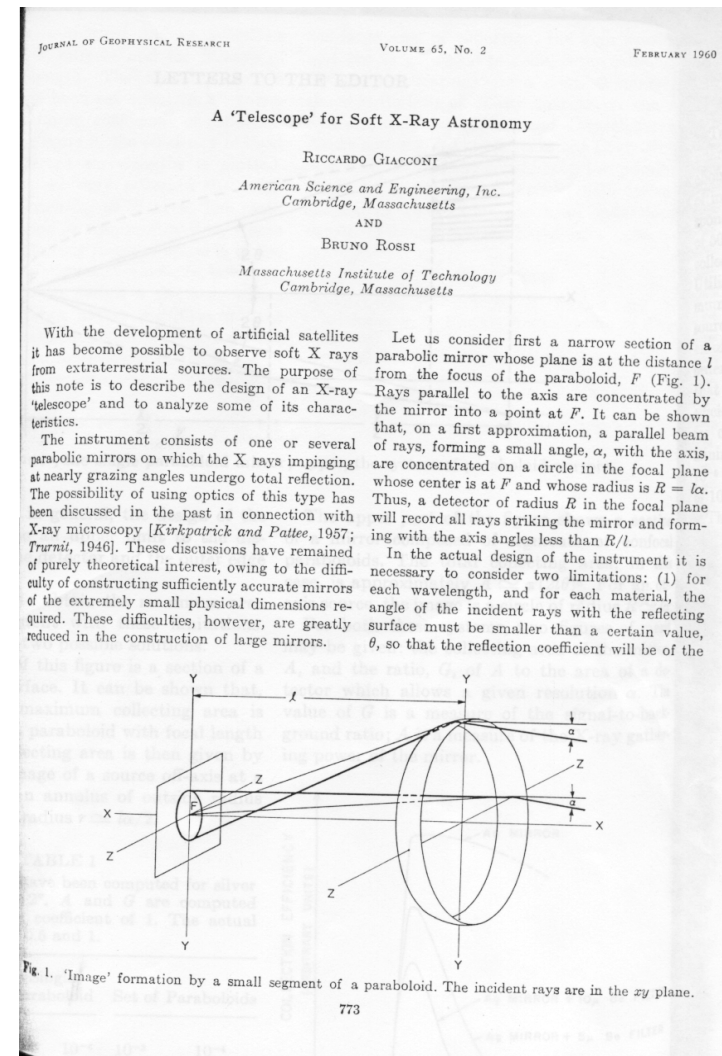 JOURNAL OF GEOPHYSICAL RESEARCH
VOLUME 65, NO. 2
FEBRUARY 1960
A ‘Telescope’ for Soft X-Ray Astronomy
RICCARDO GIACCONI
American Science and Engineering, Inc.
Cambridge, Massachusetts
AND
BRUNO ROSSI
Massachusetts Institute of Technology
Cambridge, Massachusetts
With the development of artificial satellites
it has become possible to observe soft X rays
from extraterrestrial sources. The purpose of
this note is to describe the design of an X-ray
‘telescope’ and to analyze some of its charac-
teristics.
The instrument consists of one or several
parabolic mirrors on which the X rays impinging
at nearly grazing angles undergo total reflection.
The possibility of using optics of this type has
been discussed in the past in connection with
X-ray microscopy [Kirkpatrick and Pattee, 1957;
Trurnit, 1946]. These discussions have remained
of purely theoretical interest, owing to the diffi-
culty of constructing sufficiently accurate mirrors
of the extremely small physical dimensions re-
quired. These difficulties, however, are greatly
reduced in the construction of large mirrors.
Let us consider first a narrow section of a
parabolic mirror whose plane is at the distance l
from the focus of the paraboloid, F (Fig. 1).
Rays parallel to the axis are concentrated by
the mirror into a point at F. It can be shown
that, on a first approximation, a parallel beam
of rays, forming a small angle, α, with the axis,
are concentrated on a circle in the focal plane
whose center is at F and whose radius is R = lα.
Thus, a detector of radius R in the focal plane
will record all rays striking the mirror and form-
ing with the axis angles less than R/l.
In the actual design of the instrument it is
necessary to consider two limitations: (1) for
each wavelength, and for each material, the
angle of the incident rays with the reflecting
surface must be smaller than a certain value,
θ, so that the reflection coefficient will be of the
Y
Y
l
α
Z
Z
F
α
X
X
Z
Z
Y
Y
Fig. 1. ‘Image’ formation by a small segment of a paraboloid. The incident rays are in the xy plane.
773